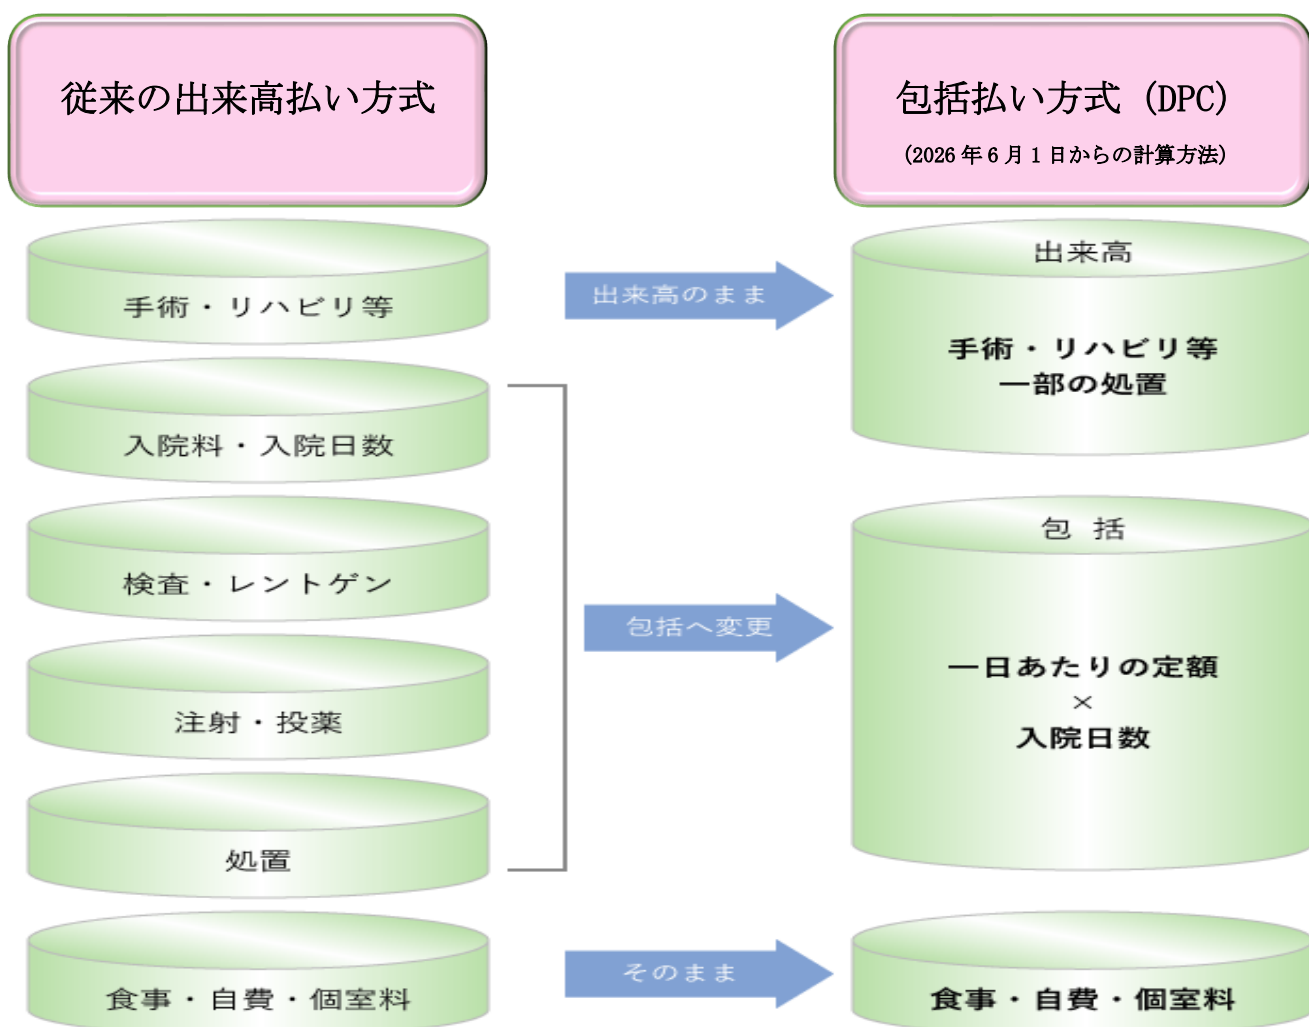 従来の出来高払い方式
包括払い方式（DPC）
（2026年6月1日からの計算方法）
手術・リハビリ等
出来高のまま
出来高
手術・リハビリ等
一部の処置
入院料・入院日数
検査・レントゲン
注射・投薬
処置
包括へ変更
包括
一日あたりの定額
×
入院日数
食事・自費・個室料
そのまま
食事・自費・個室料